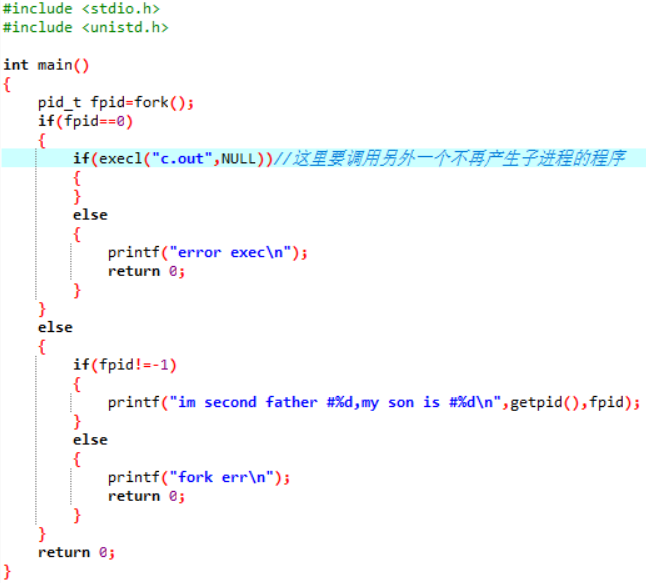 #include <stdio.h>
#include <unistd.h>
int main()
{
pid_t fpid=fork();
if(fpid==0)
{
if(execl("c.out",NULL))//这里要调用另外一个不再产生子进程的程序
{
}
else
{
printf("error exec\n");
return 0;
}
}
else
{
if(fpid!=-1)
{
printf("im second father #%d,my son is #%d\n",getpid(),fpid);
}
else
{
printf("fork err\n");
return 0;
}
}
return 0;
}